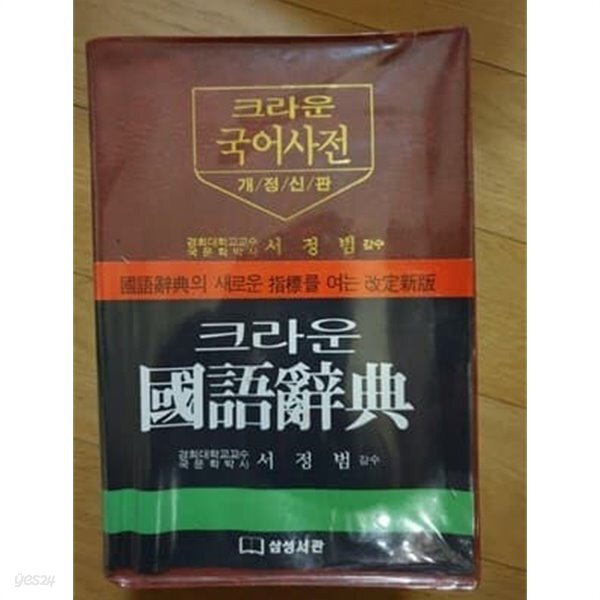 크라운
국어사전
개/정/신/판
경희대학교교수
국문학박사 서정범 감수
國語辭典의 새로운 指標를 여는 改定新版
크라운
國語辭典
경희대학교교수
국문학박사 서정범 감수
삼성서관
yes24